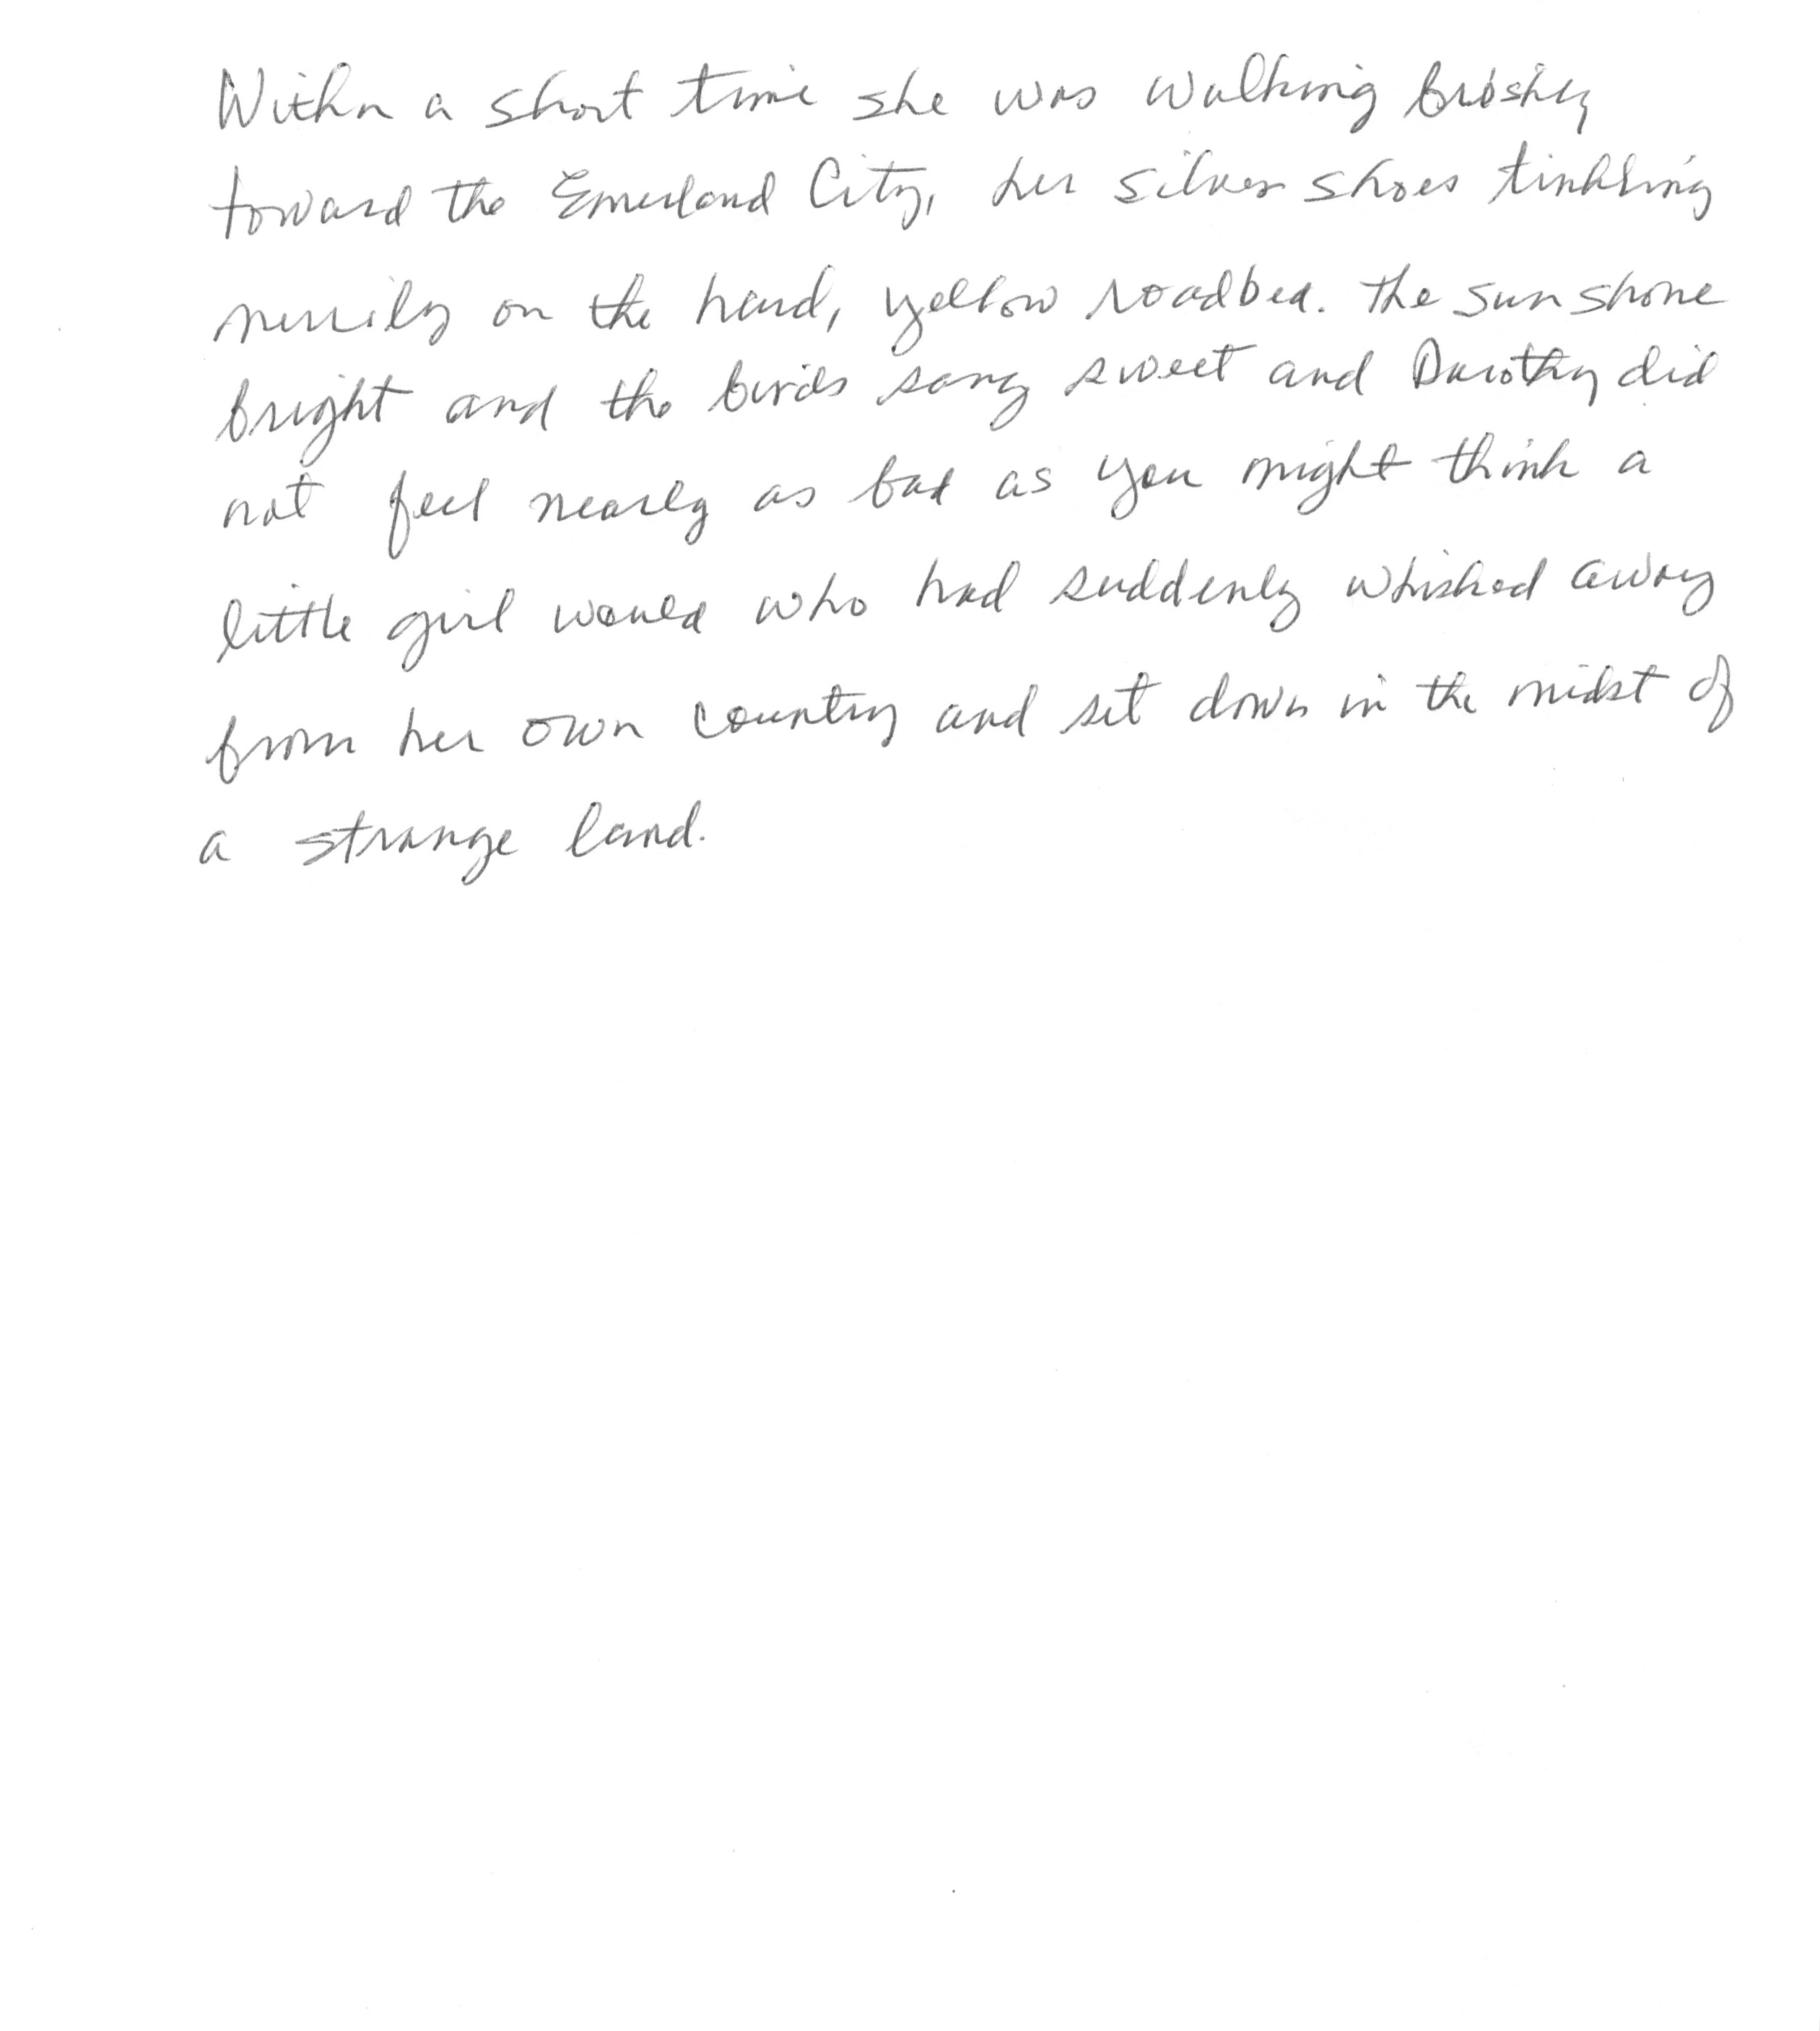 Within a short time she was walking briskly
toward the Emerland City, her silver shoes tinkling
merrily on the hard, yellow roadbed. The sun shone
bright and the birds sang sweet and Dorothy did
not feel nearly as bad as you might think a
little girl would who had suddenly whisked away
from her own country and set down in the midst of
a strange land.